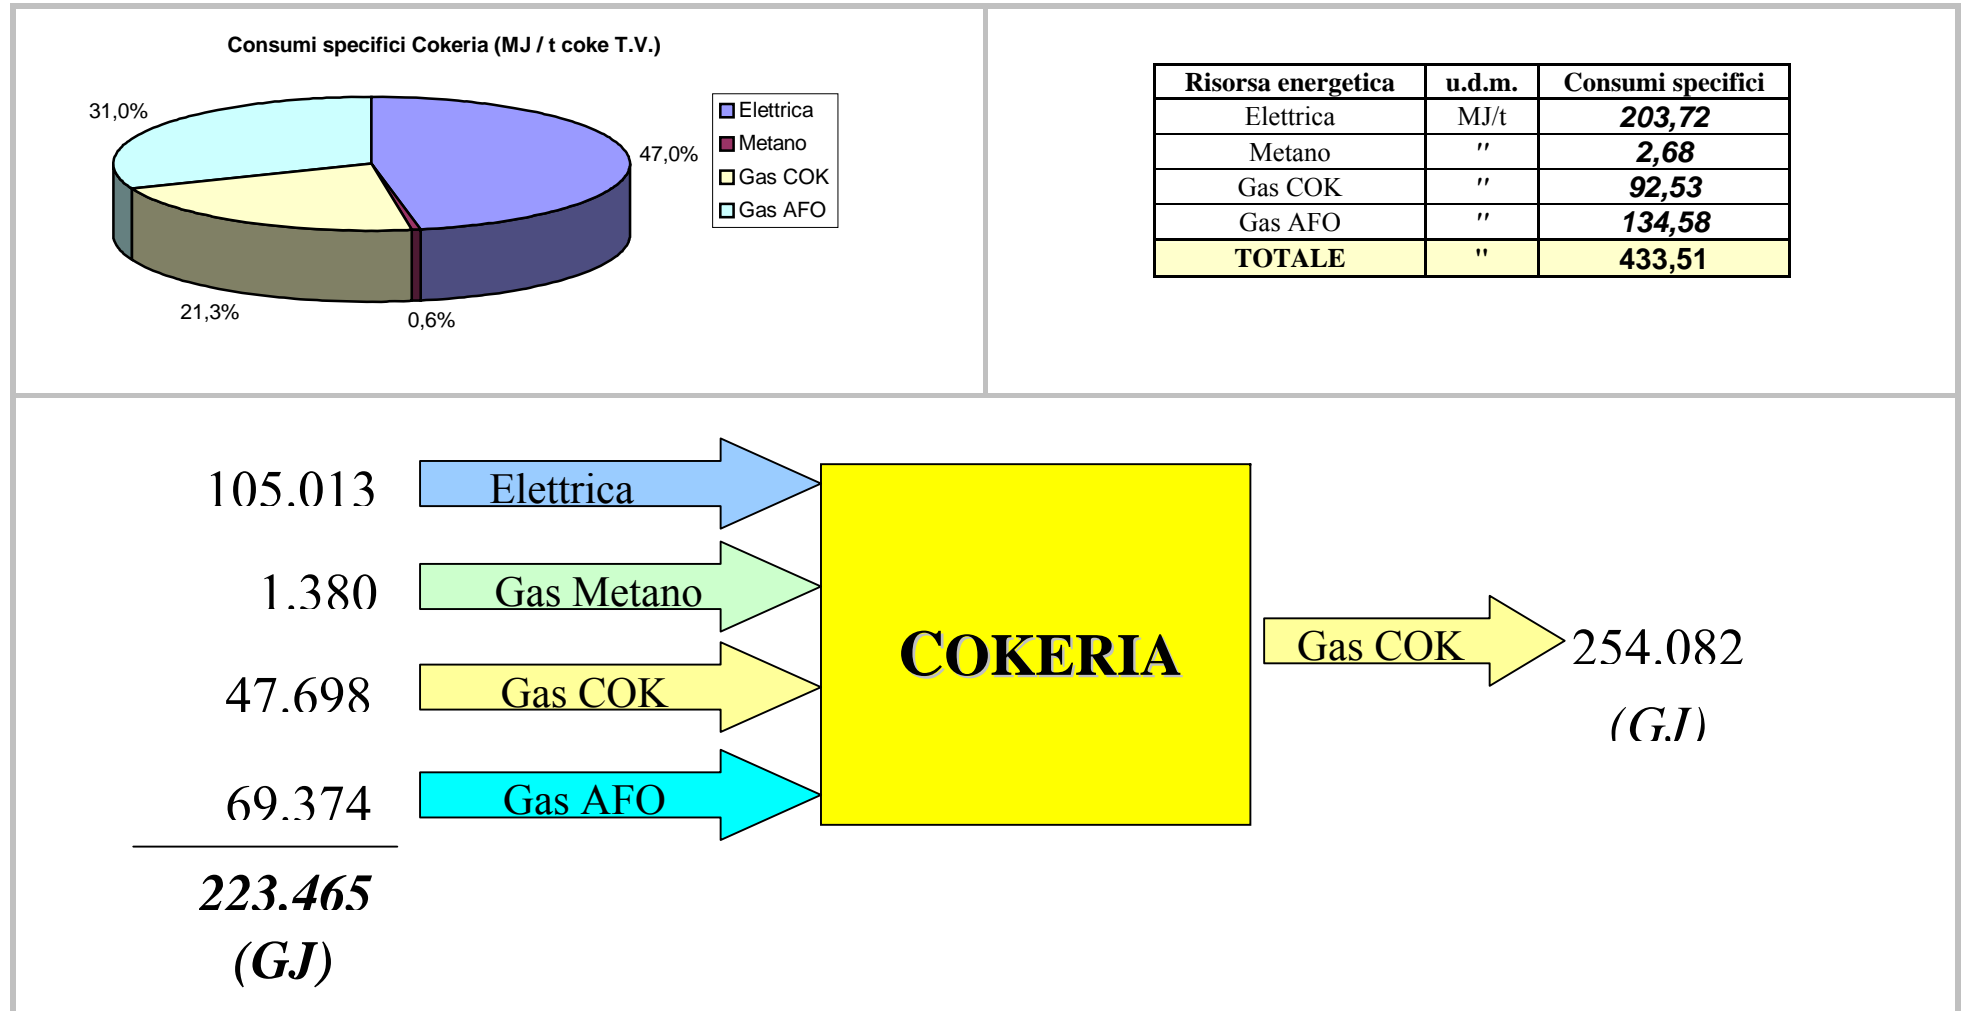 Consumi specifici Cokeria (MJ / t coke T.V.)
31,0%
47,0%
21,3%
0,6%
Elettrica
Metano
Gas COK
Gas AFO
Risorsa energetica u.d.m. Consumi specifici
Elettrica MJ/t 203,72
Metano " 2,68
Gas COK " 92,53
Gas AFO " 134,58
TOTALE " 433,51
105.013 Elettrica
1.380 Gas Metano
47.698 Gas COK
69.374 Gas AFO
223.465
(GJ)
COKERIA
Gas COK 254.082
(GJ)